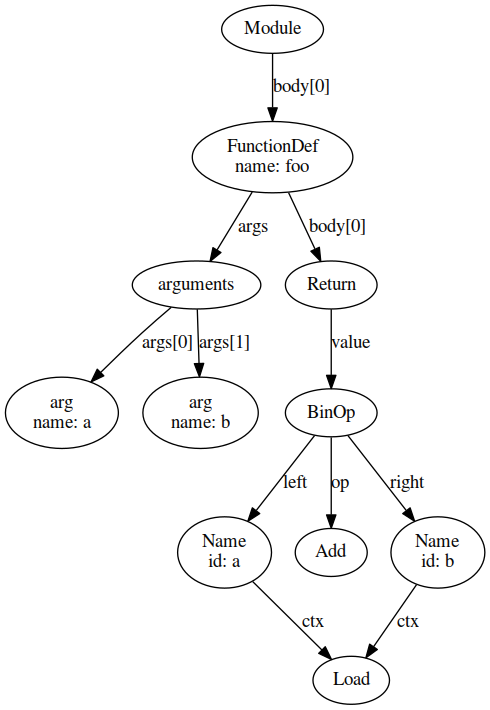 Module
body[0]
FunctionDef
name: foo
args
body[0]
arguments
Return
args[0]
args[1]
value
arg
name: a
arg
name: b
BinOp
left
op
right
Name
id: a
Add
Name
id: b
ctx
ctx
Load